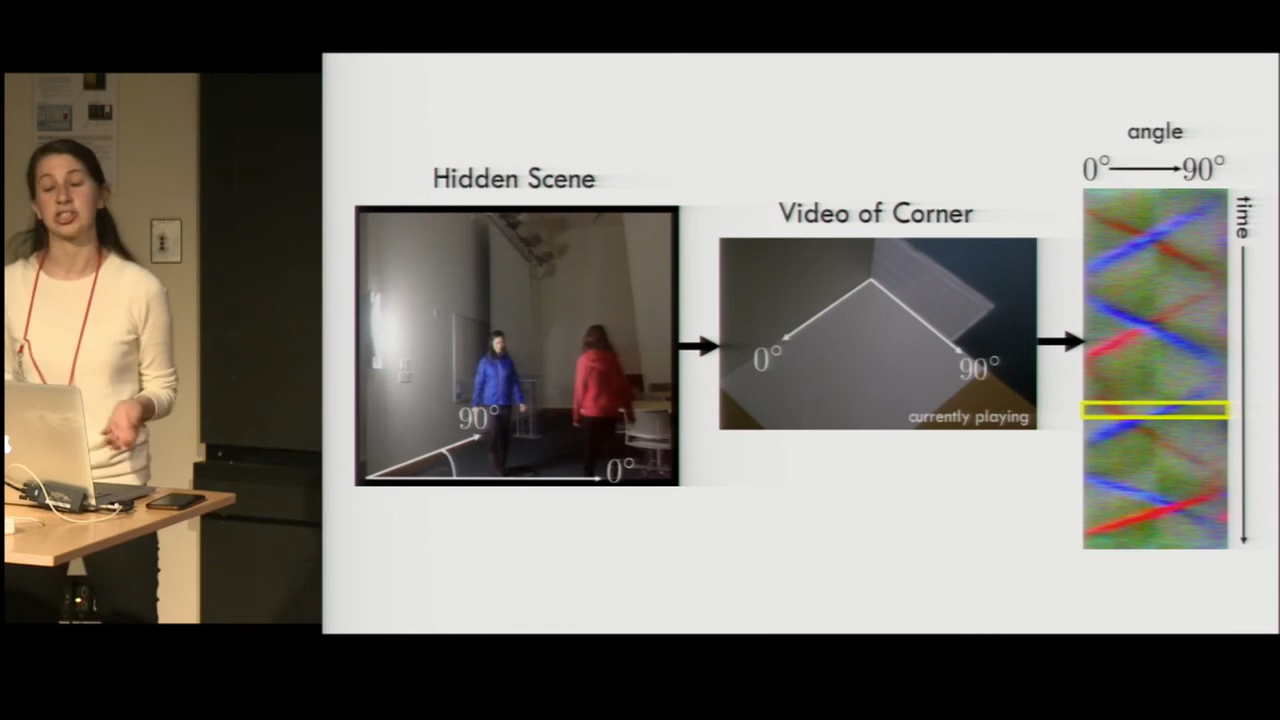 Hidden Scene
90°
0°
Video of Corner
0°
90°
currently playing
angle
0° 90°
time